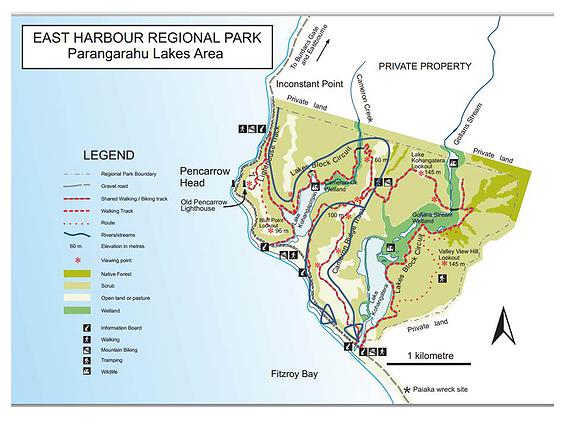 EAST HARBOUR REGIONAL PARK
Parangarahu Lakes Area
To Burdans Gate
and Eastbourne
Inconstant Point
PRIVATE PROPERTY
Cameron Creek
Gollans Stream
Private land
Private land
Lighthouse Track
Lakes Block Circuit
60 m
Lake
Kohangatera
Lookout
145 m
Pencarrow
Head
Old Pencarrow
Lighthouse
Cameron Ck
Wetland
Lake
Kohangapiripiri
Bluff Point
Lookout
96 m
100 m
Cameron Ridge Track
Gollans Stream
Wetland
Lakes Block Circuit
Valley View Hill
Lookout
145 m
Lake
Kohangatera
Private land
LEGEND
Regional Park Boundary
Gravel road
Shared Walking / Biking track
Walking Track
Route
Rivers/streams
60 m Elevation in metres
Viewing point
Native Forest
Scrub
Open land or pasture
Wetland
Information Board
Walking
Mountain Biking
Tramping
Wildlife
1 kilometre
Fitzroy Bay
Paiaka wreck site